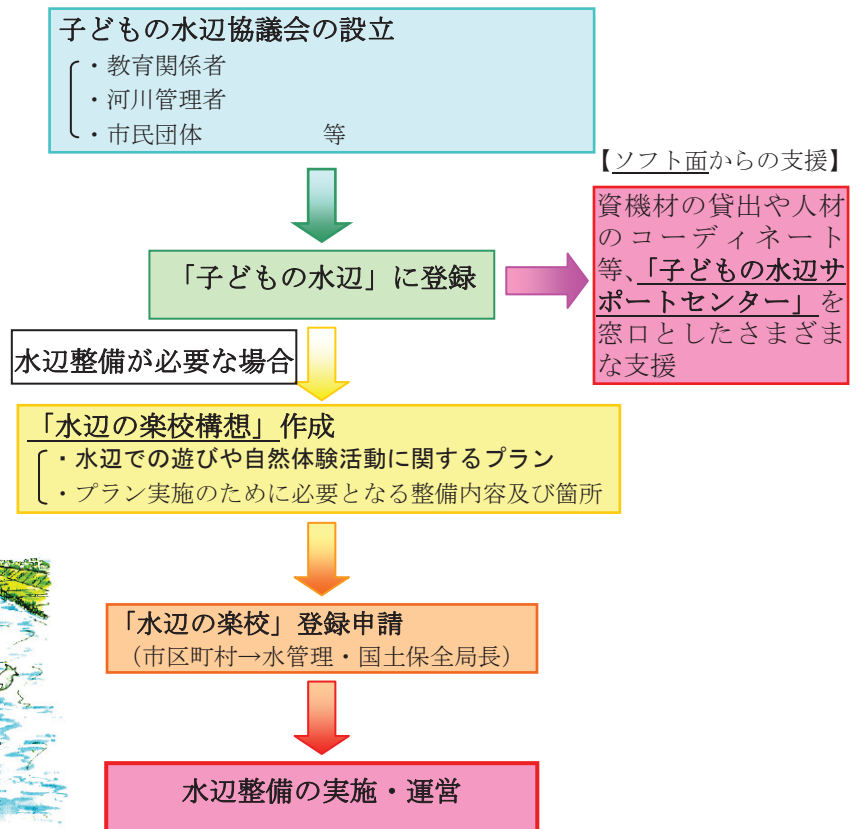 子どもの水辺協議会の設立
・教育関係者
・河川管理者
・市民団体　　　　　等
【ソフト面からの支援】
資機材の貸出や人材
のコーディネート
等、「子どもの水辺サ
ポートセンター」を
窓口としたさまざま
な支援
「子どもの水辺」に登録
水辺整備が必要な場合
「水辺の楽校構想」作成
・水辺での遊びや自然体験活動に関するプラン
・プラン実施のために必要となる整備内容及び箇所
「水辺の楽校」登録申請
（市区町村→水管理・国土保全局長）
水辺整備の実施・運営